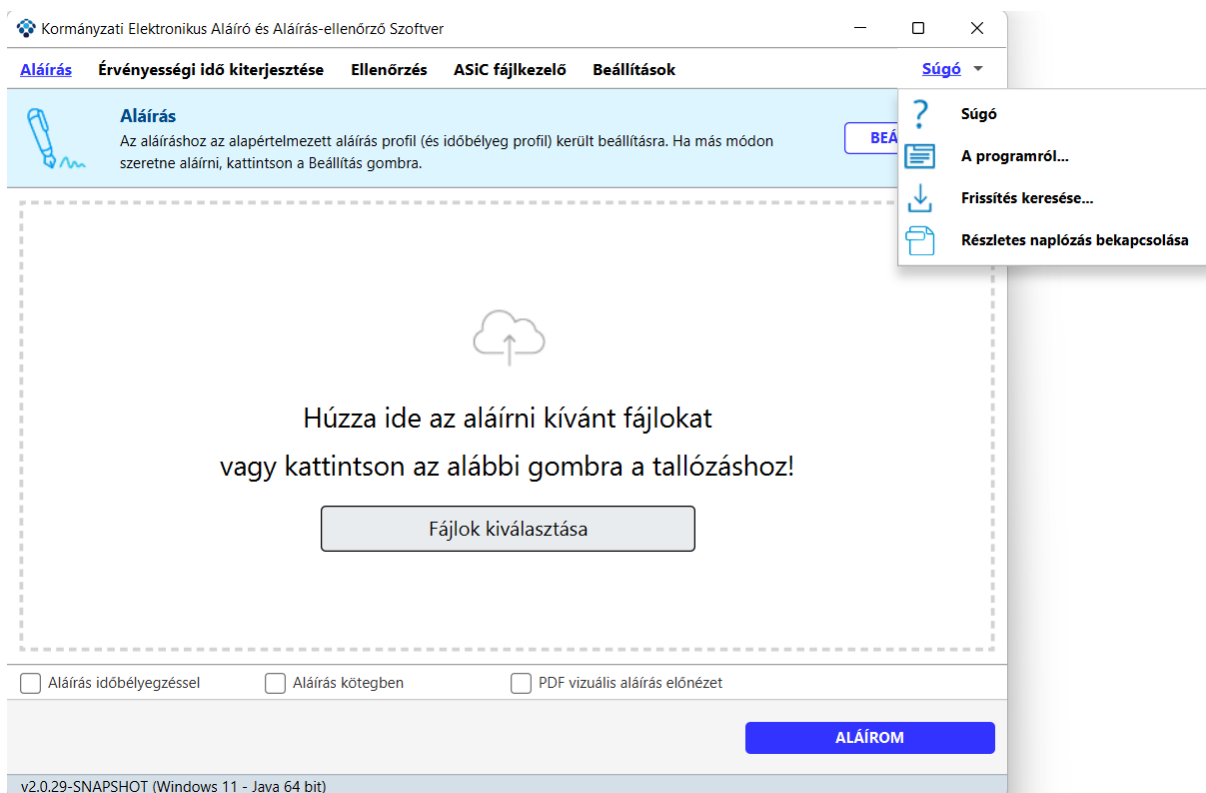 Kormányzati Elektronikus Aláíró és Aláírás-ellenőrző Szoftver
Aláírás Érvényességi idő kiterjesztése Ellenőrzés ASiC fájlkezelő Beállítások Súgó
Aláírás
Az aláíráshoz az alapértelmezett aláírás profil (és időbélyeg profil) került beállításra. Ha más módon
szeretne aláírni, kattintson a Beállítás gombra.
BEÁ
Súgó
A programról...
Frissítés keresése...
Részletes naplózás bekapcsolása
Húzza ide az aláírni kívánt fájlokat
vagy kattintson az alábbi gombra a tallózáshoz!
Fájlok kiválasztása
Aláírás időbélyegzéssel Aláírás kötegben PDF vizuális aláírás előnézet
ALÁÍROM
v2.0.29-SNAPSHOT (Windows 11 - Java 64 bit)